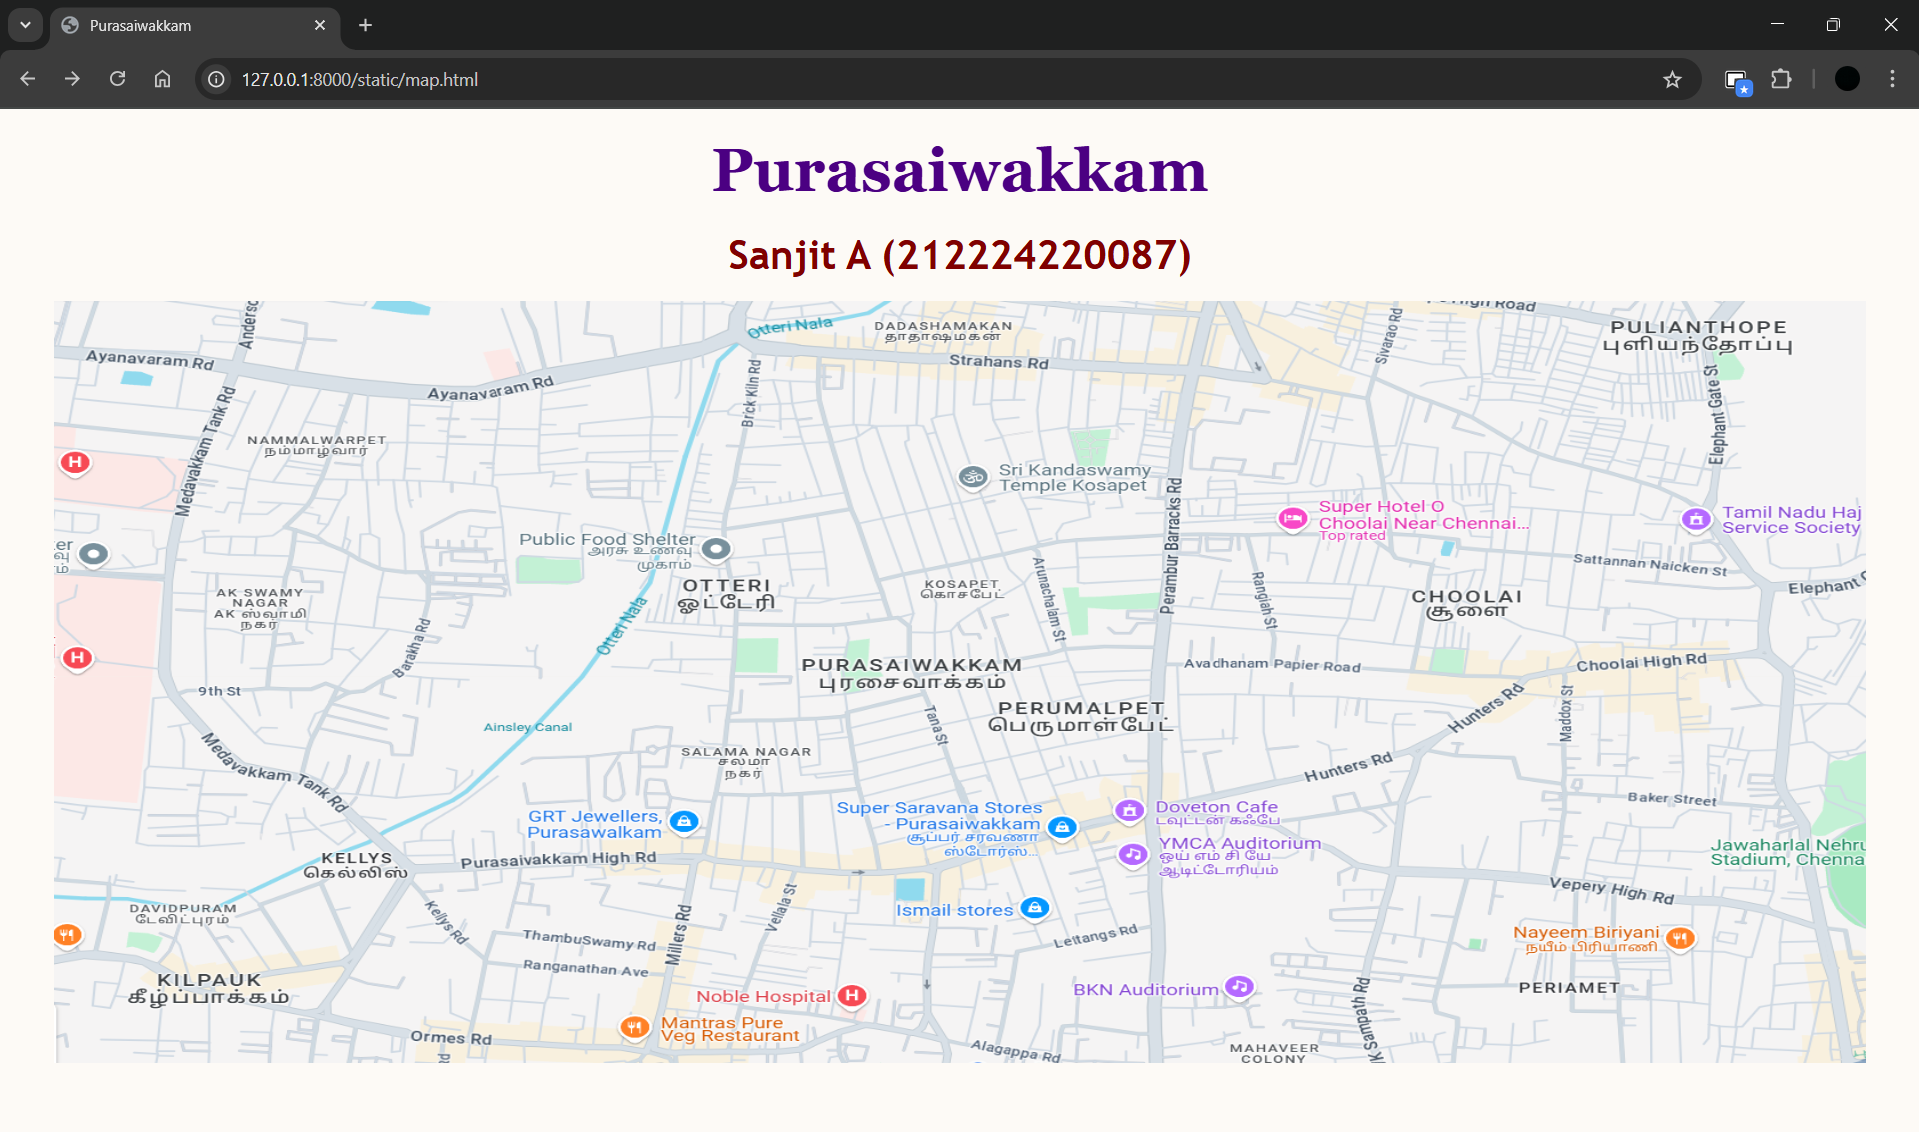 Purasaiwakkam
127.0.0.1:8000/static/map.html
Purasaiwakkam
Sanjit A (212224220087)
Otteri Nala
DADASHAMAKAN
தாதாஷமகன்
High Road
Sivarao Rd
PULIANTHOPE
புளியந்தோப்பு
Ayanavaram Rd
Strahans Rd
Ayanavaram Rd
Brick Kiln Rd
Elephant Gate St
Medavakkam Tank Rd
NAMMALWARPET
நம்மாழ்வார்
H
Sri Kandaswamy
Temple Kosapet
Perambur Barracks Rd
Super Hotel O
Choolai Near Chennai...
Top rated
Tamil Nadu Haj
Service Society
Public Food Shelter
அரசு உணவு
முகாம்
Sattannan Naicken St
Arunachalam St
Rangiah St
OTTERI
ஓட்டேரி
KOSAPET
கொசபேட்
CHOOLAI
சூளை
AK SWAMY
NAGAR
AK ஸ்வாமி
நகர்
Otteri Nala
Barakha Rd
H
PURASAIWAKKAM
புரசைவாக்கம்
Avadhanam Papier Road
Choolai High Rd
9th St
Hunters Rd
Maddox St
PERUMALPET
பெருமாள்பேட்
Tana St
Ainsley Canal
SALAMA NAGAR
சலமா
நகர்
Medavakkam Tank Rd
Hunters Rd
Baker Street
GRT Jewellers,
Purasawalkam
Super Saravana Stores
- Purasaiwakkam
சூப்பர் சரவணா
ஸ்டோர்ஸ்...
Doveton Cafe
டவுட்டன் கஃபே
YMCA Auditorium
ஒய் எம் சி யே
ஆடிட்டோரியம்
Jawaharlal Nehru
Stadium, Chenna
KELLYS
கெல்லிஸ்
Purasaivakkam High Rd
Vepery High Rd
DAVIDPURAM
டேவிட்புரம்
Kellys Rd
Vellala St
Millers Rd
Ismail stores
ThambuSwamy Rd
Lettangs Rd
Nayeem Biriyani
நயீம் பிரியாணி
Ranganathan Ave
KILPAUK
கீழ்ப்பாக்கம்
BKN Auditorium
PERIAMET
Noble Hospital
H
Mantras Pure
Veg Restaurant
Ormes Rd
Alagappa Rd
MAHAVEER
COLONY